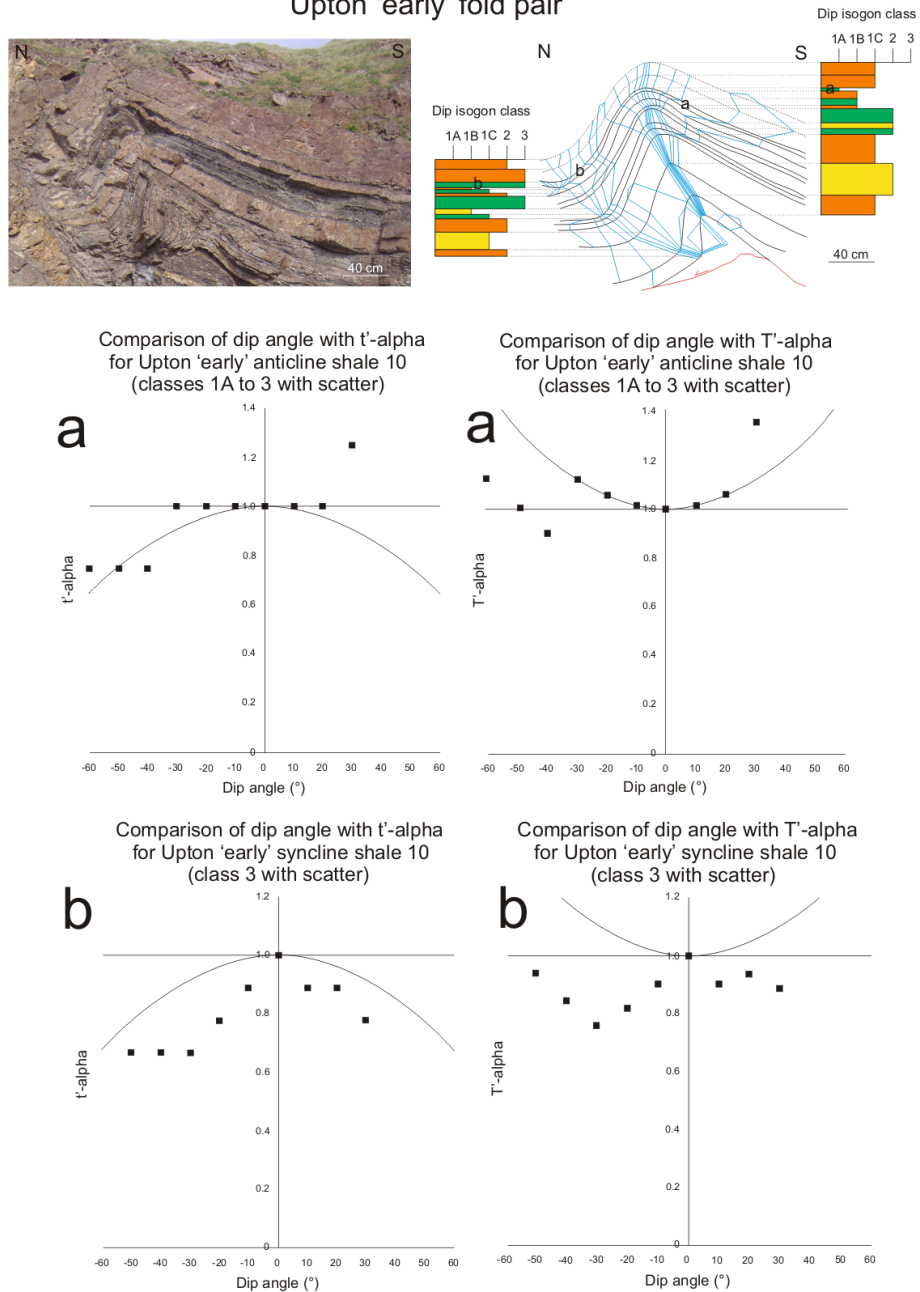 Upton ‘early’ fold pair
N
S
40 cm
Dip isogon class
1A 1B 1C 2 3
b
N
S
a
b
Dip isogon class
1A 1B 1C 2 3
a
40 cm
Comparison of dip angle with t’-alpha
for Upton ‘early’ anticline shale 10
(classes 1A to 3 with scatter)
a
1.4
1.2
1.0
0.8
0.6
0.4
0.2
0
t’-alpha
-60 -50 -40 -30 -20 -10 0 10 20 30 40 50 60
Dip angle (°)
Comparison of dip angle with T’-alpha
for Upton ‘early’ anticline shale 10
(classes 1A to 3 with scatter)
a
1.4
1.2
1.0
0.8
0.6
0.4
0.2
0
T’-alpha
-60 -50 -40 -30 -20 -10 0 10 20 30 40 50 60
Dip angle (°)
Comparison of dip angle with t’-alpha
for Upton ‘early’ syncline shale 10
(class 3 with scatter)
b
1.2
1.0
0.8
0.6
0.4
0.2
0
t’-alpha
-60 -50 -40 -30 -20 -10 0 10 20 30 40 50 60
Dip angle (°)
Comparison of dip angle with T’-alpha
for Upton ‘early’ syncline shale 10
(class 3 with scatter)
b
1.2
1.0
0.8
0.6
0.4
0.2
0
T’-alpha
-60 -50 -40 -30 -20 -10 0 10 20 30 40 50 60
Dip angle (°)